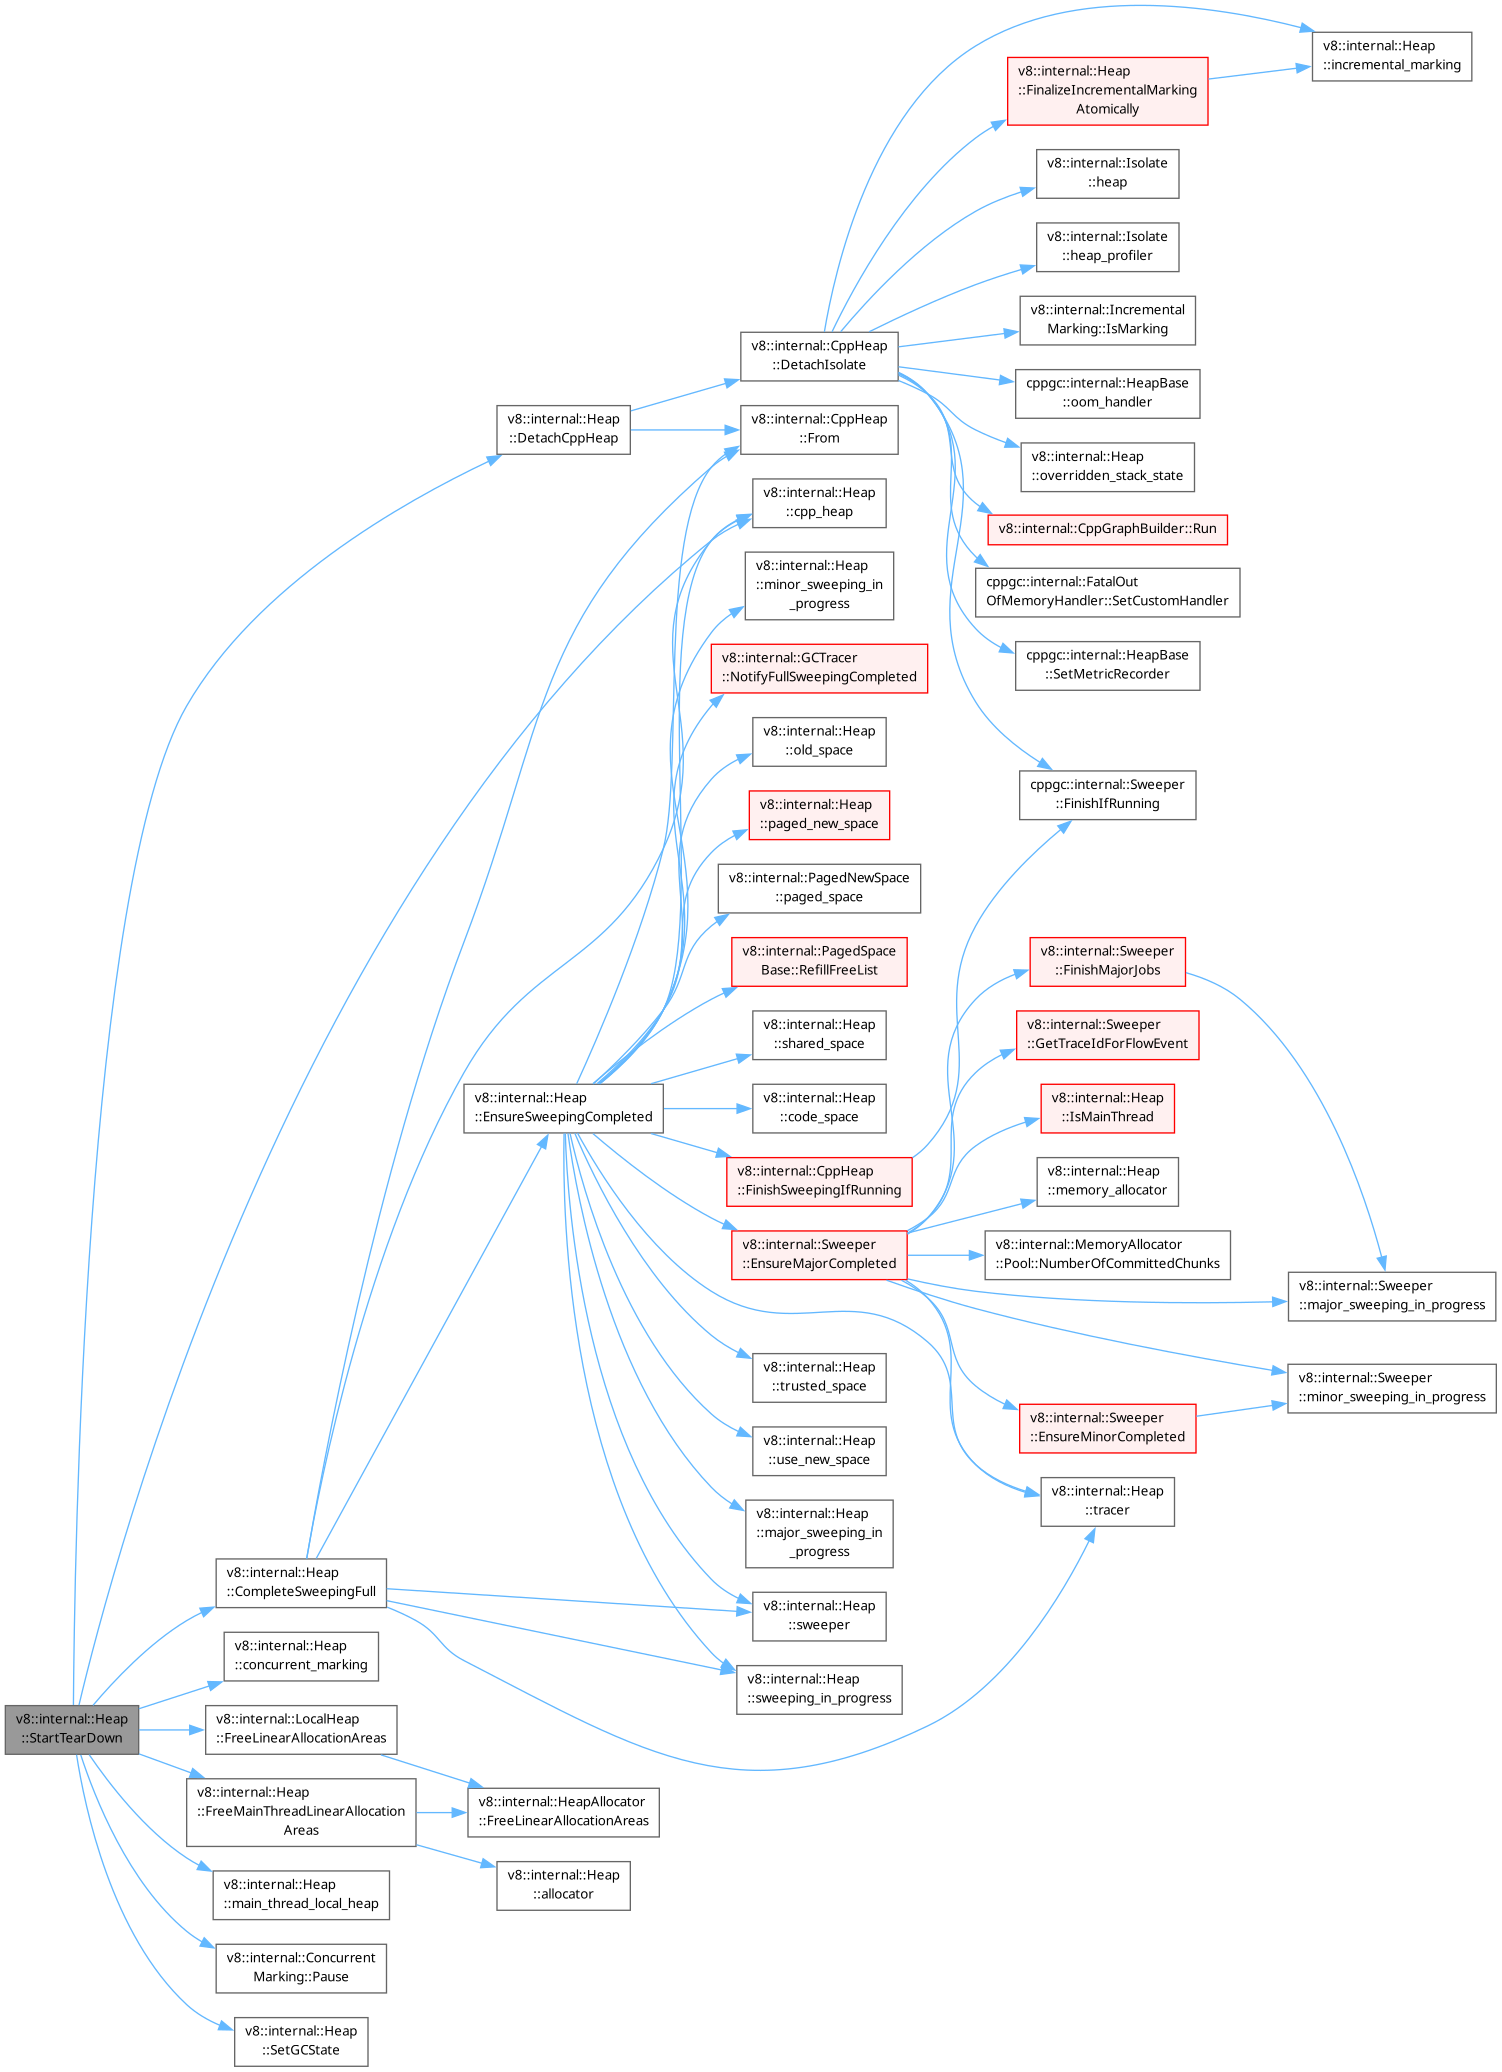 v8::internal::Heap
::incremental_marking
v8::internal::Heap
::FinalizeIncrementalMarking
Atomically
v8::internal::Isolate
::heap
v8::internal::Isolate
::heap_profiler
v8::internal::Incremental
Marking::IsMarking
v8::internal::CppHeap
::DetachIsolate
cppgc::internal::HeapBase
::oom_handler
v8::internal::Heap
::DetachCppHeap
v8::internal::CppHeap
::From
v8::internal::Heap
::overridden_stack_state
v8::internal::Heap
::cpp_heap
v8::internal::CppGraphBuilder::Run
v8::internal::Heap
::minor_sweeping_in
_progress
cppgc::internal::FatalOut
OfMemoryHandler::SetCustomHandler
v8::internal::GCTracer
::NotifyFullSweepingCompleted
cppgc::internal::HeapBase
::SetMetricRecorder
v8::internal::Heap
::old_space
cppgc::internal::Sweeper
::FinishIfRunning
v8::internal::Heap
::paged_new_space
v8::internal::PagedNewSpace
::paged_space
v8::internal::PagedSpace
Base::RefillFreeList
v8::internal::Sweeper
::FinishMajorJobs
v8::internal::Heap
::shared_space
v8::internal::Sweeper
::GetTraceIdForFlowEvent
v8::internal::Heap
::EnsureSweepingCompleted
v8::internal::Heap
::code_space
v8::internal::Heap
::IsMainThread
v8::internal::CppHeap
::FinishSweepingIfRunning
v8::internal::Heap
::memory_allocator
v8::internal::Sweeper
::EnsureMajorCompleted
v8::internal::MemoryAllocator
::Pool::NumberOfCommittedChunks
v8::internal::Sweeper
::major_sweeping_in_progress
v8::internal::Heap
::trusted_space
v8::internal::Sweeper
::minor_sweeping_in_progress
v8::internal::Sweeper
::EnsureMinorCompleted
v8::internal::Heap
::use_new_space
v8::internal::Heap
::tracer
v8::internal::Heap
::major_sweeping_in
_progress
v8::internal::Heap
::CompleteSweepingFull
v8::internal::Heap
::sweeper
v8::internal::Heap
::concurrent_marking
v8::internal::Heap
::sweeping_in_progress
v8::internal::Heap
::StartTearDown
v8::internal::LocalHeap
::FreeLinearAllocationAreas
v8::internal::Heap
::FreeMainThreadLinearAllocation
Areas
v8::internal::HeapAllocator
::FreeLinearAllocationAreas
v8::internal::Heap
::allocator
v8::internal::Heap
::main_thread_local_heap
v8::internal::Concurrent
Marking::Pause
v8::internal::Heap
::SetGCState